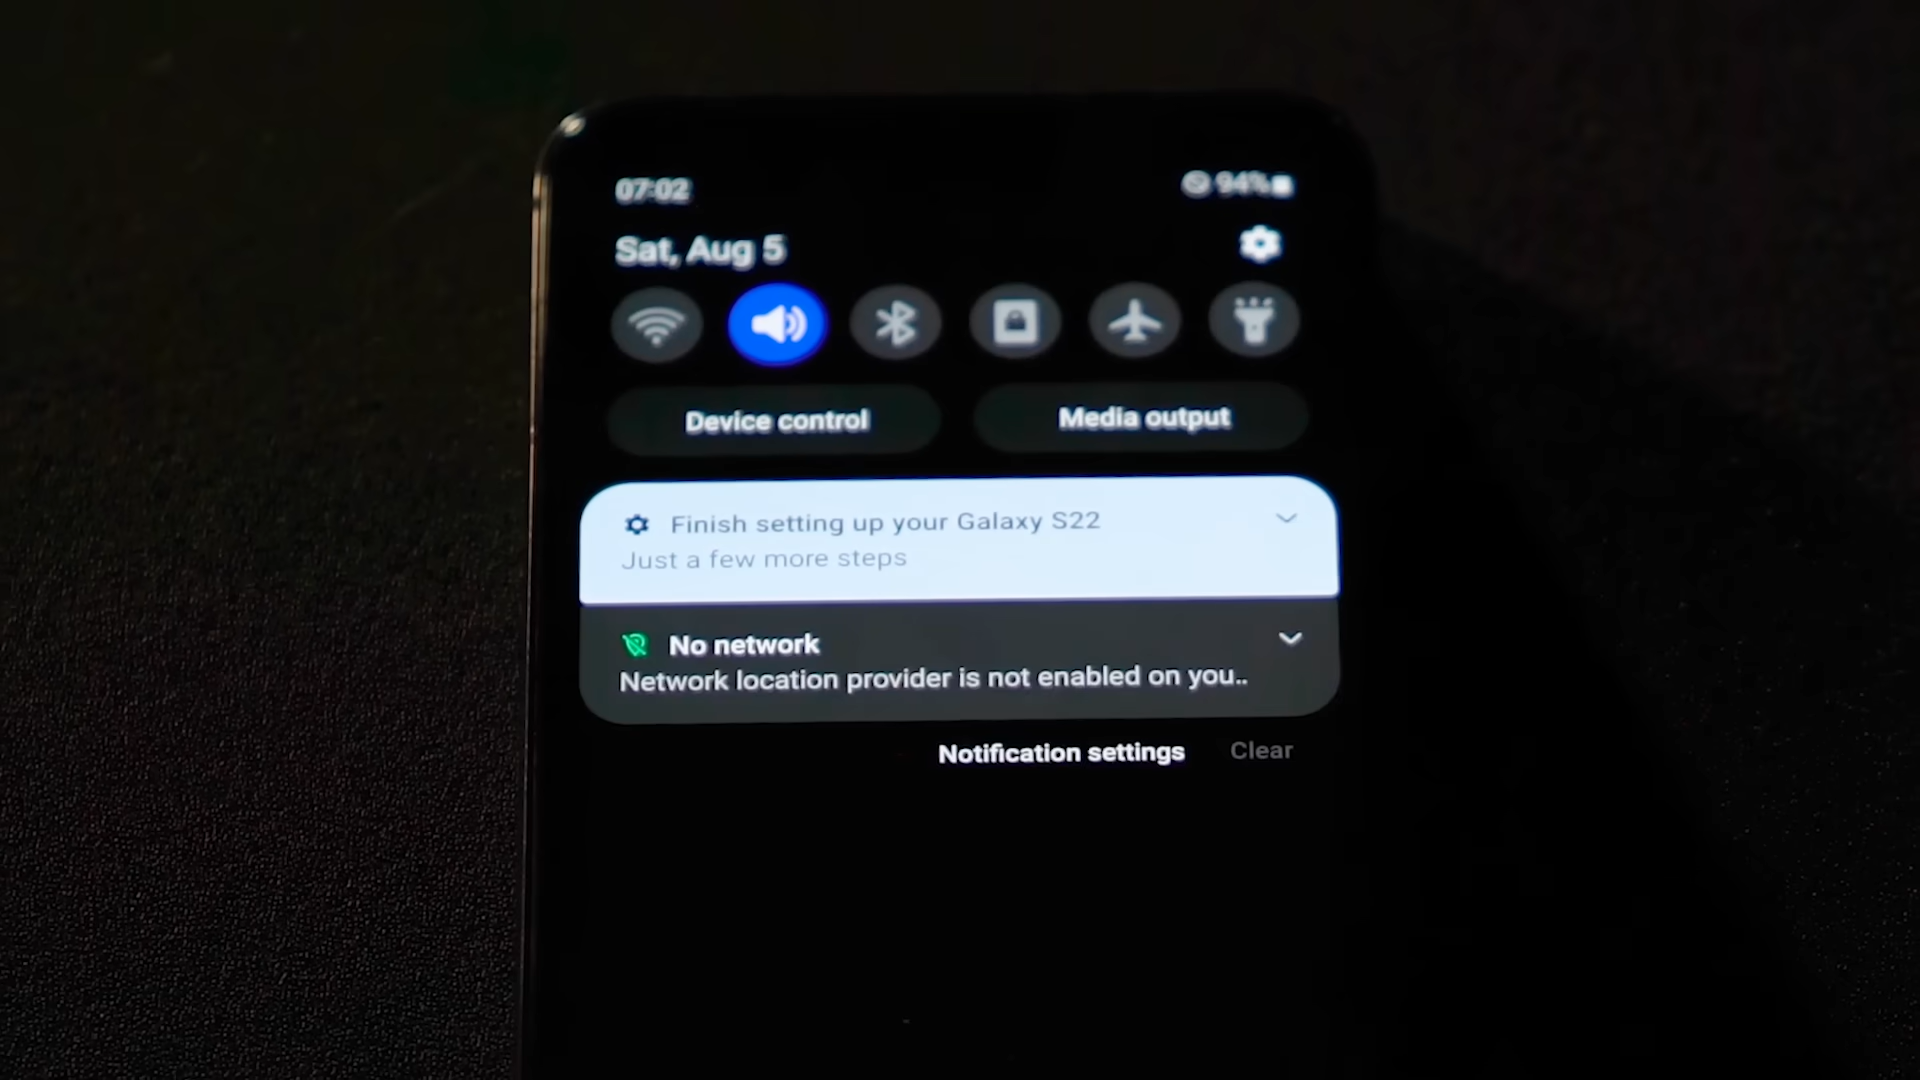 07:02
94%
Sat, Aug 5
Device control
Media output
Finish setting up your Galaxy S22
Just a few more steps
No network
Network location provider is not enabled on you..
Notification settings
Clear